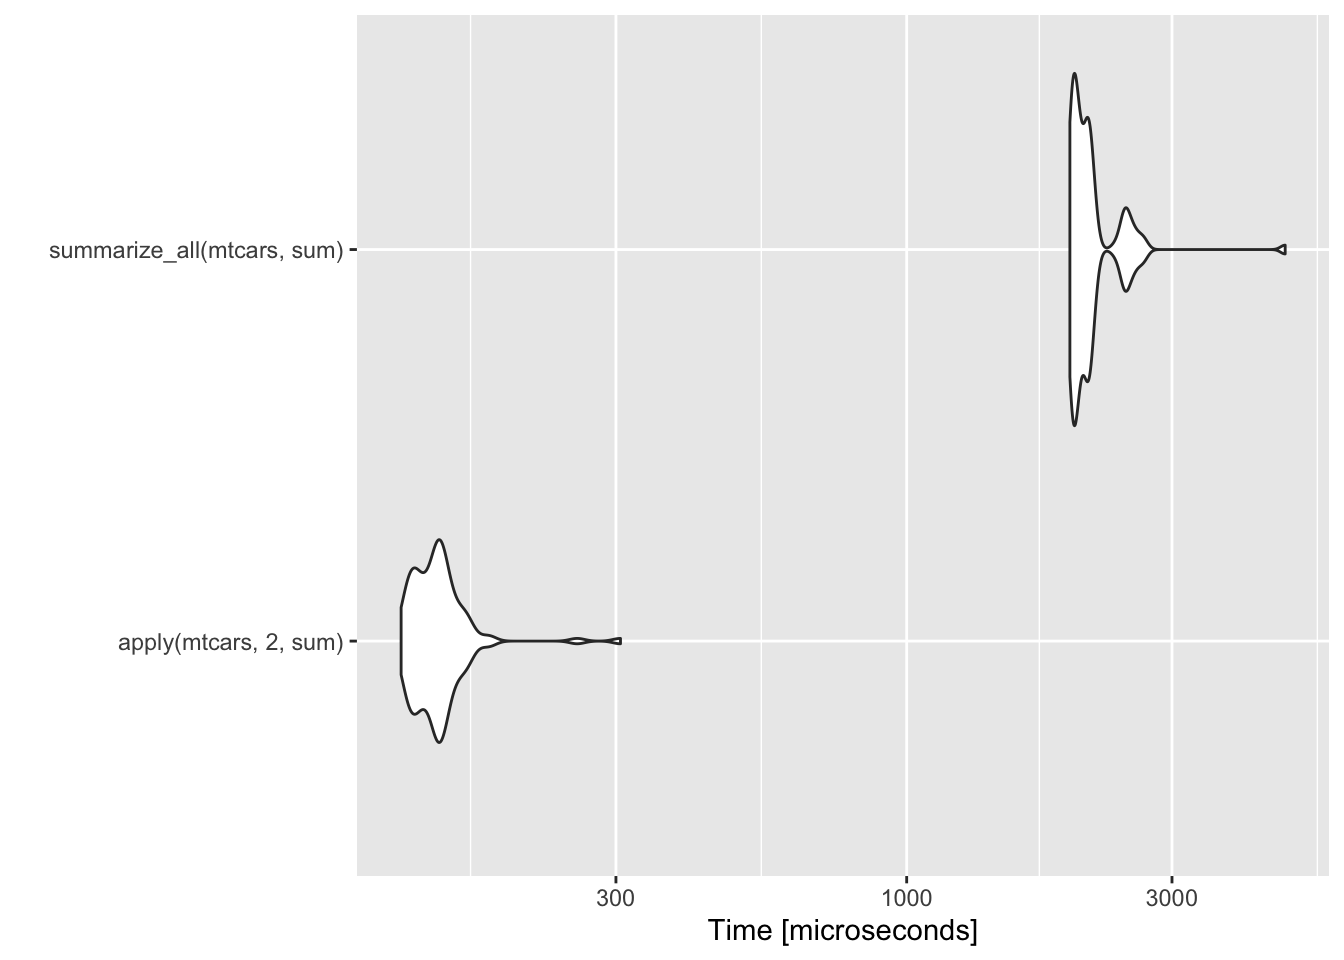 summarize_all(mtcars, sum)
apply(mtcars, 2, sum)
300 1000 3000
Time [microseconds]